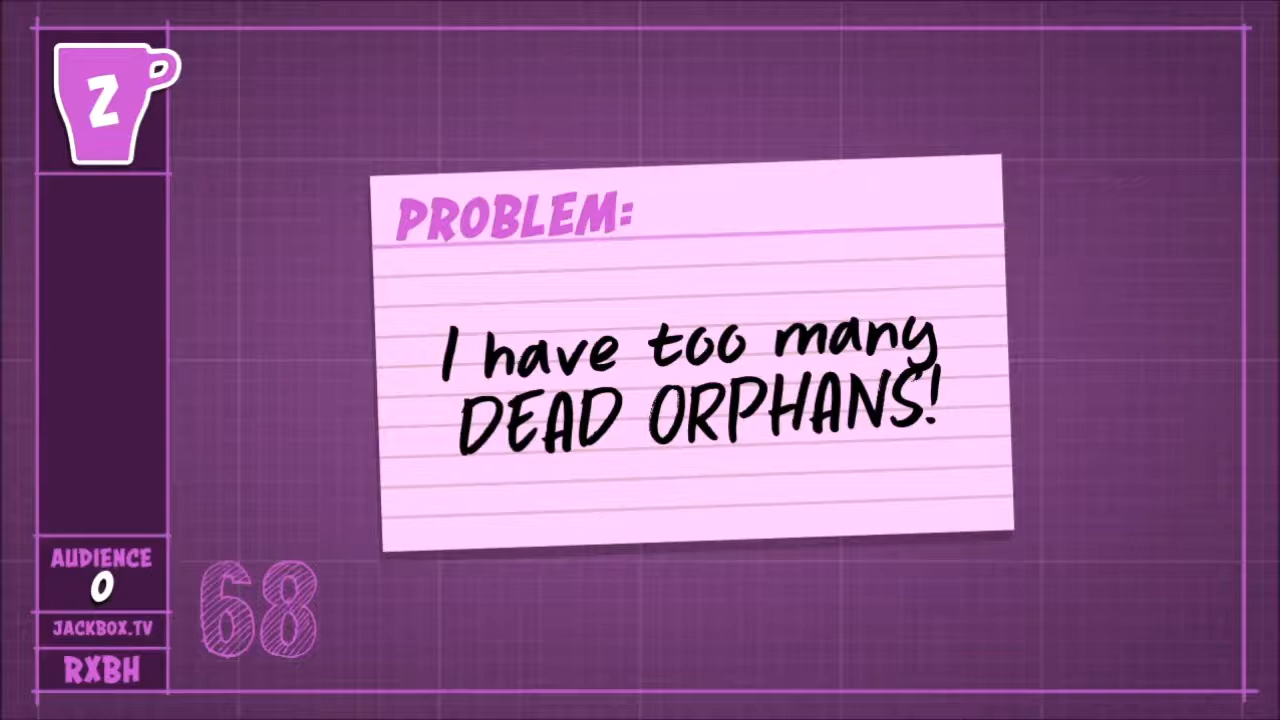 Z
PROBLEM:
I have too many
DEAD ORPHANS!
AUDIENCE
0
JACKBOX.TV
RXBH
68